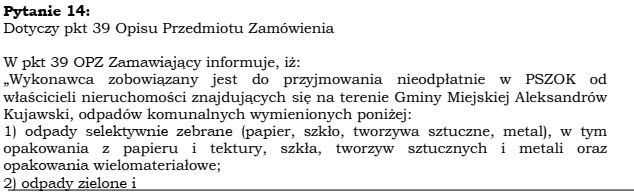 Pytanie 14:
Dotyczy pkt 39 Opisu Przedmiotu Zamówienia
W pkt 39 OPZ Zamawiający informuje, iż:
„Wykonawca zobowiązany jest do przyjmowania nieodpłatnie w PSZOK od
właścicieli nieruchomości znajdujących się na terenie Gminy Miejskiej Aleksandrów
Kujawski, odpadów komunalnych wymienionych poniżej:
1) odpady selektywnie zebrane (papier, szkło, tworzywa sztuczne, metal), w tym
opakowania z papieru i tektury, szkła, tworzyw sztucznych i metali oraz
opakowania wielomateriałowe;
2) odpady zielone i